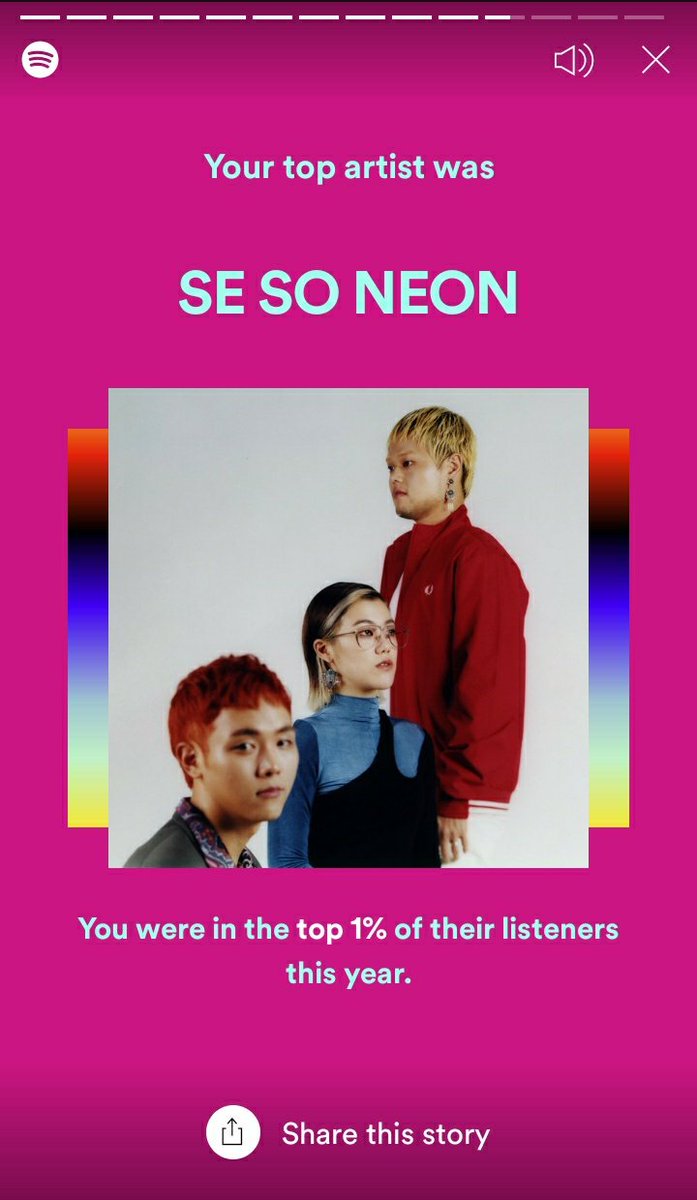 Your top artist was
SE SO NEON
You were in the top 1% of their listeners
this year.
Share this story